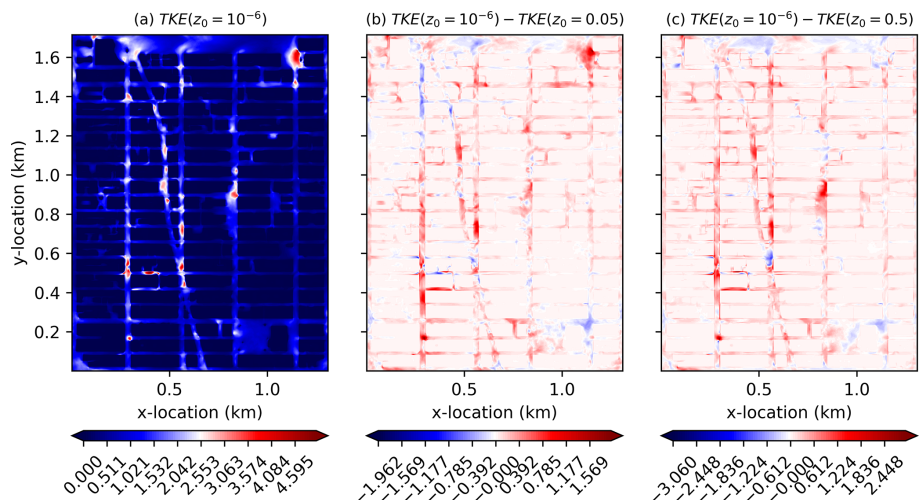 (a) TKE(z₀ = 10⁻⁶)
(b) TKE(z₀ = 10⁻⁶) − TKE(z₀ = 0.05)
(c) TKE(z₀ = 10⁻⁶) − TKE(z₀ = 0.5)
y-location (km)
1.6
1.4
1.2
1.0
0.8
0.6
0.4
0.2
0.5 1.0
0.5 1.0
0.5 1.0
x-location (km)
x-location (km)
x-location (km)
0.000 0.511 1.021 1.532 2.042 2.553 3.063 3.574 4.084 4.595
−1.962 −1.569 −1.177 −0.785 −0.392 −0.000 0.392 0.785 1.177 1.569
−3.060 −2.448 −1.836 −1.224 −0.612 −0.000 0.612 1.224 1.836 2.448